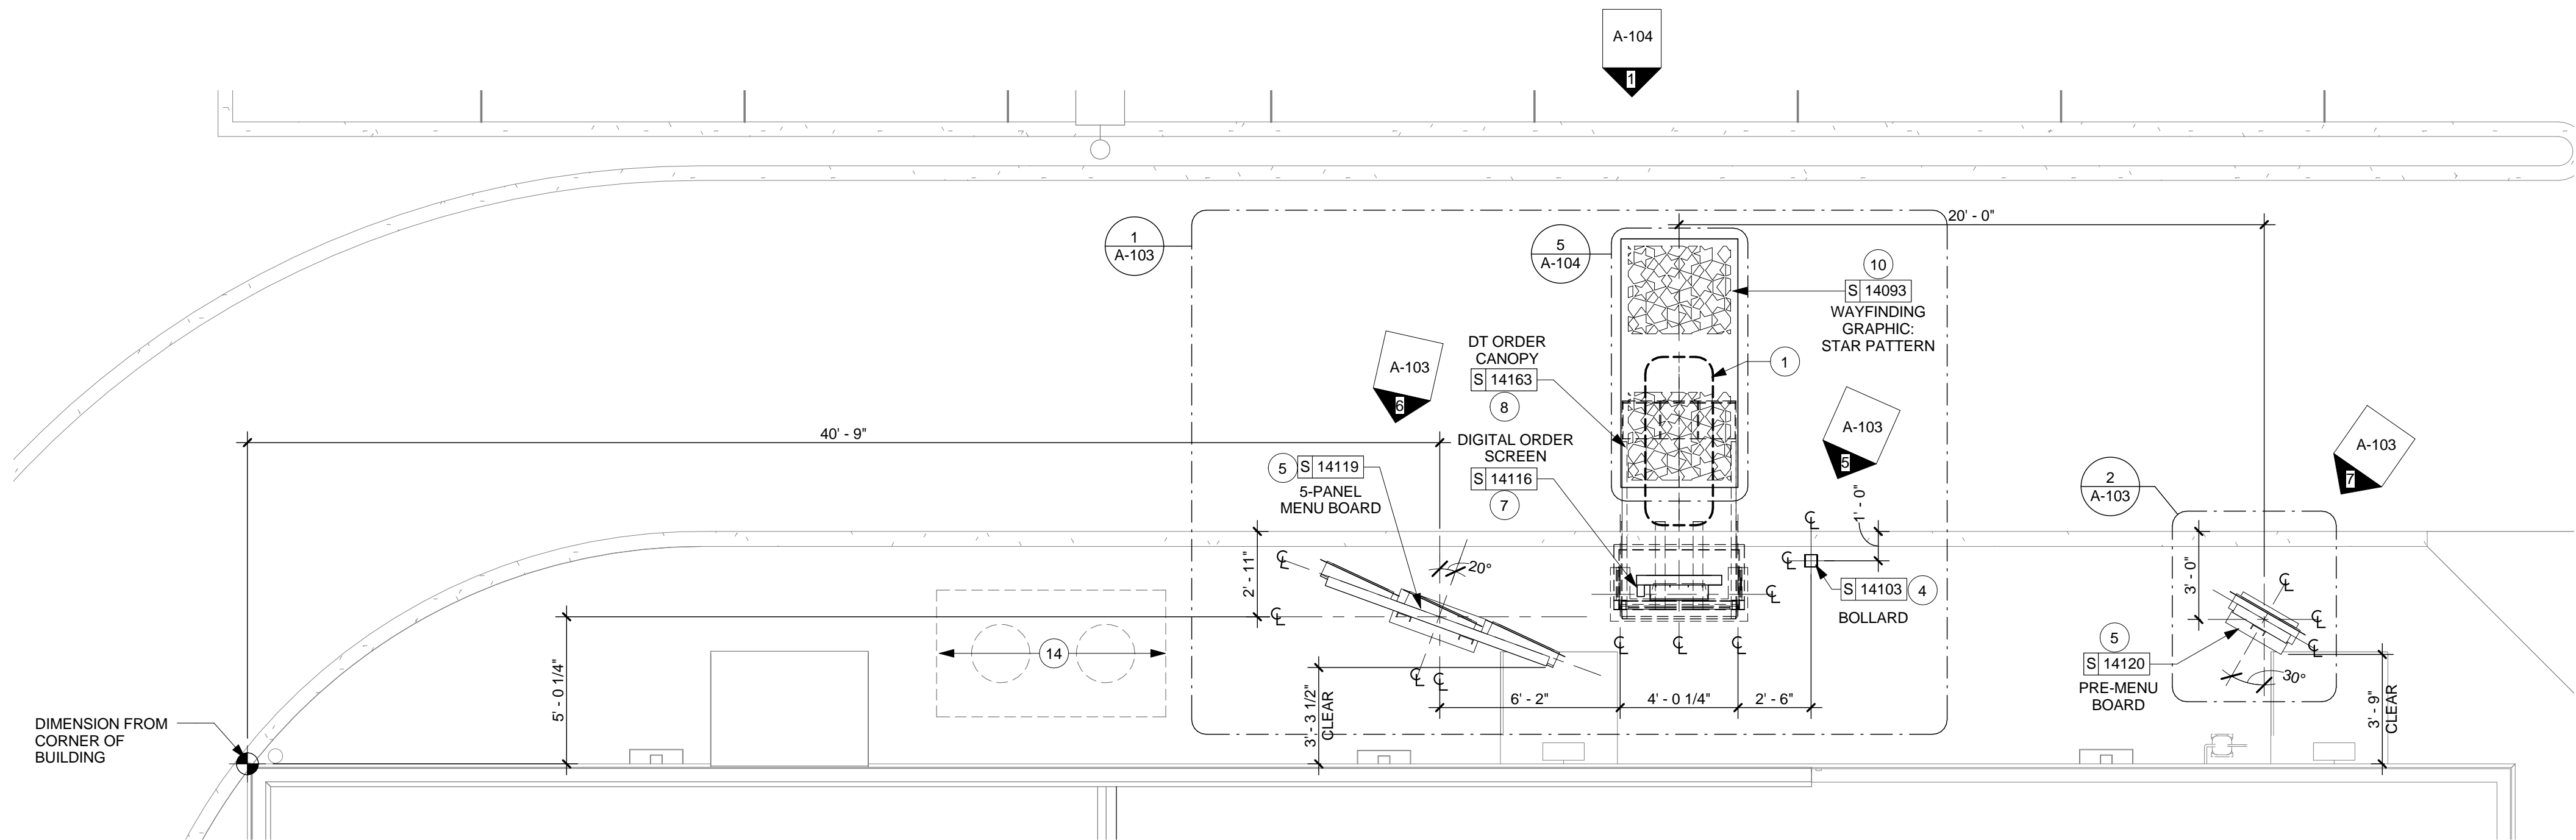 A-104
1
20' - 0"
1
A-103
5
A-104
10
S 14093
WAYFINDING
GRAPHIC:
STAR PATTERN
DT ORDER
CANOPY
S 14163
8
1
A-103
6
A-103
5
A-103
7
40' - 9"
DIGITAL ORDER
SCREEN
S 14116
7
5 S 14119
5-PANEL
MENU BOARD
2
A-103
1' - 0"
2' - 11"
20°
3' - 0"
S 14103 4
BOLLARD
14
5
S 14120
PRE-MENU
BOARD
30°
5' - 0 1/4"
3' - 3 1/2"
CLEAR
6' - 2"
4' - 0 1/4"
2' - 6"
3' - 9"
CLEAR
DIMENSION FROM
CORNER OF
BUILDING